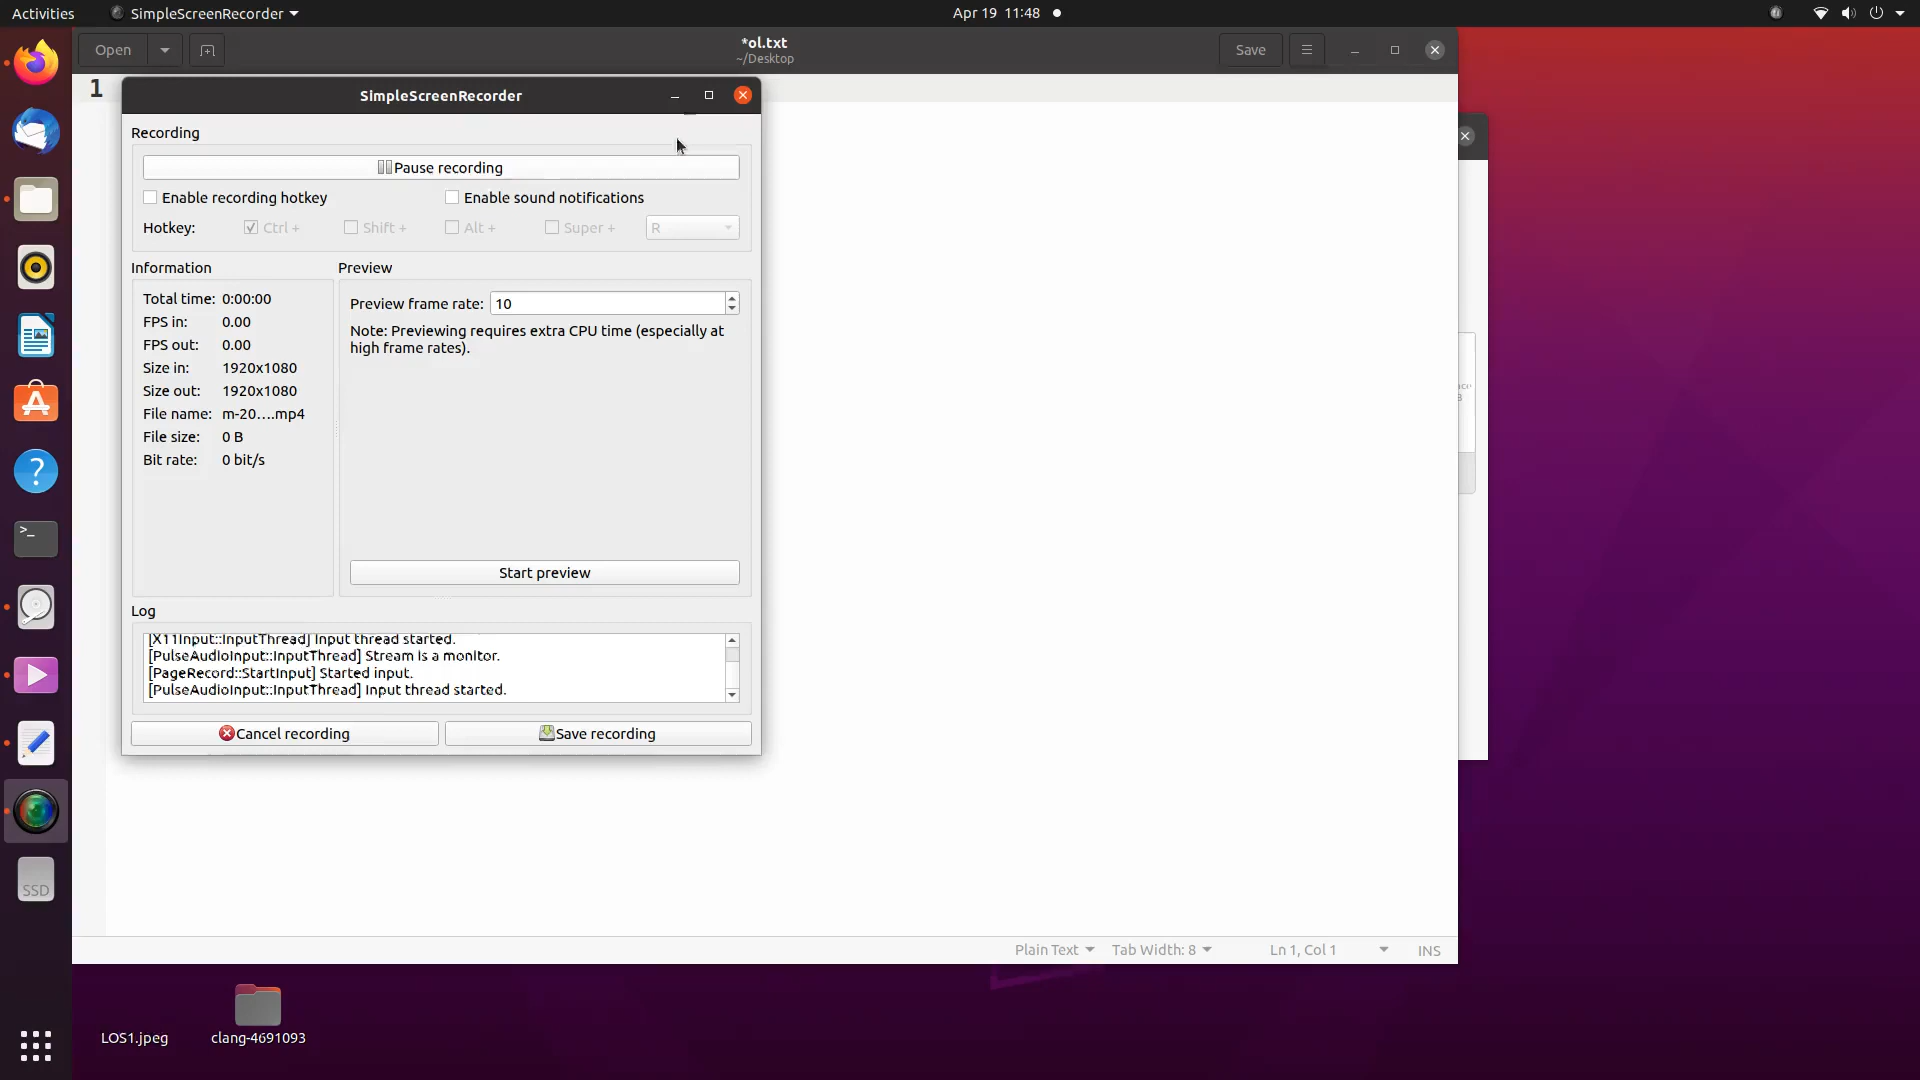 Activities
SimpleScreenRecorder
Apr 19 11:48
Open
*ol.txt
~/Desktop
Save
1
SimpleScreenRecorder
Recording
Pause recording
Enable recording hotkey
Enable sound notifications
Hotkey:
Ctrl +
Shift +
Alt +
Super +
R
Information
Preview
Total time: 0:00:00
FPS in: 0.00
FPS out: 0.00
Size in: 1920x1080
Size out: 1920x1080
File name: m-20....mp4
File size: 0 B
Bit rate: 0 bit/s
Preview frame rate: 10
Note: Previewing requires extra CPU time (especially at
high frame rates).
Start preview
Log
[X11Input::InputThread] Input thread started.
[PulseAudioInput::InputThread] Stream is a monitor.
[PageRecord::StartInput] Started input.
[PulseAudioInput::InputThread] Input thread started.
Cancel recording
Save recording
SSD
Plain Text
Tab Width: 8
Ln 1, Col 1
INS
LOS1.jpeg
clang-4691093